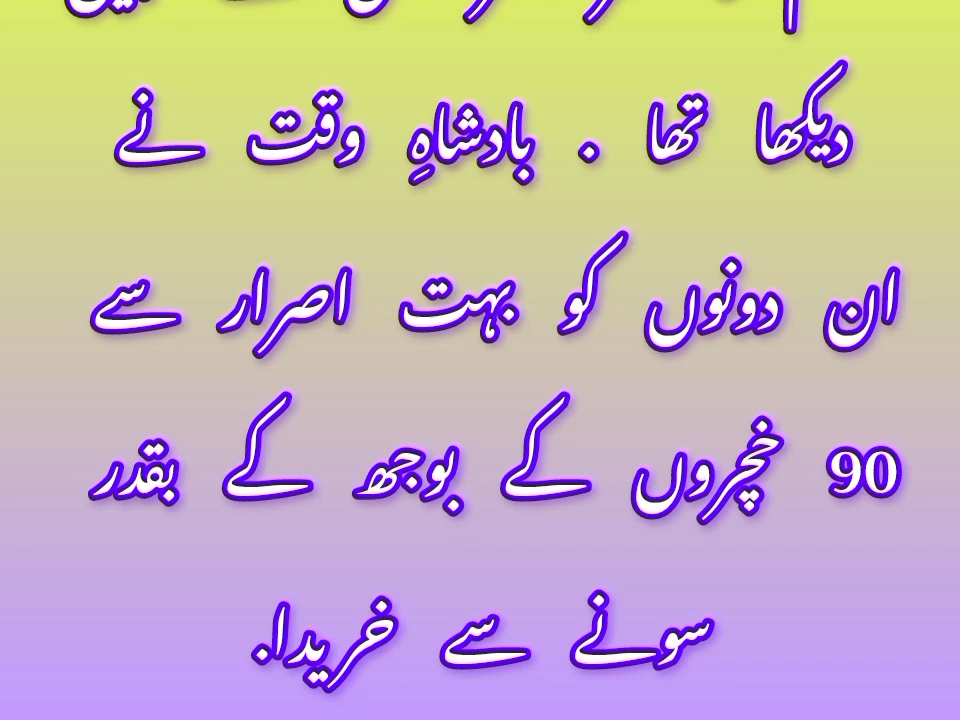 دیکھا تھا . بادشاہِ وقت نے
ان دونوں کو بہت اصرار سے
90 خچروں کے بوجھ کے بقدر
سونے سے خریدا.